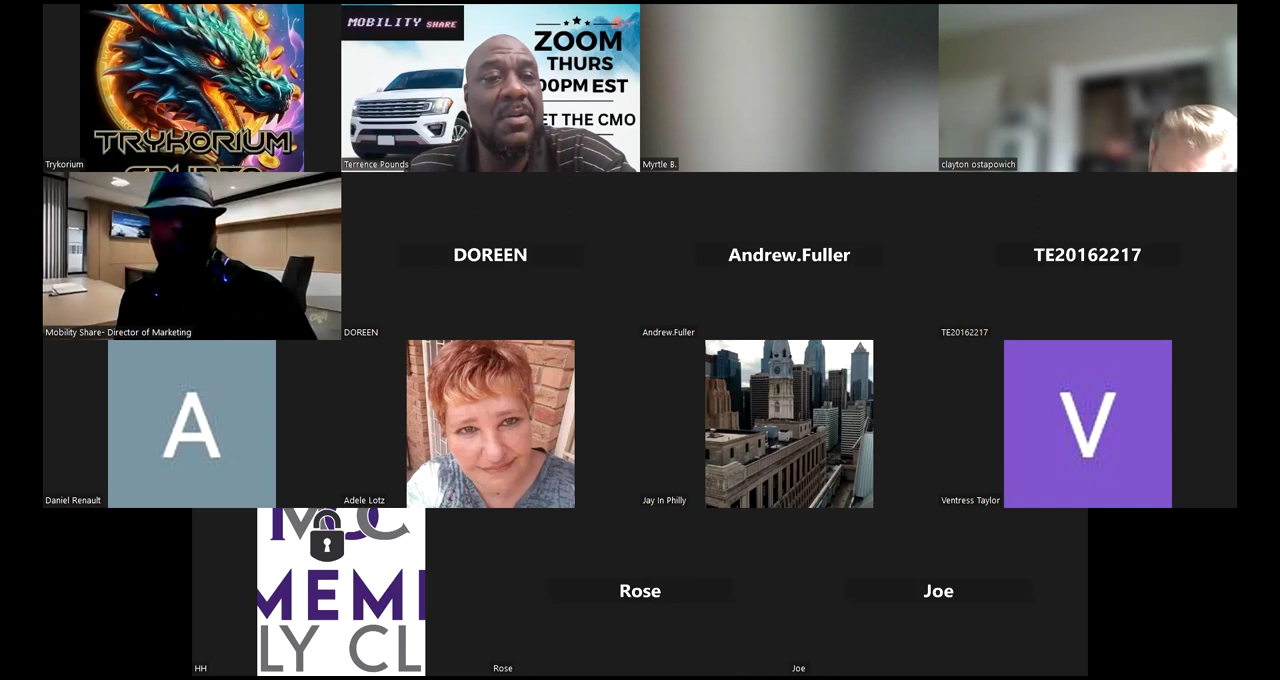 TRYKORIUM
CRYPTO
Trykorium
MOBILITY SHARE
ZOOM
THURS
00PM EST
ET THE CMO
Terrence Pounds
Myrtle B.
clayton ostapowich
Mobility Share- Director of Marketing
DOREEN
DOREEN
Andrew.Fuller
Andrew.Fuller
TE20162217
TE20162217
A
Daniel Renault
Adele Lotz
Jay In Philly
V
Ventress Taylor
MEM
LY CL
HH
Rose
Rose
Joe
Joe